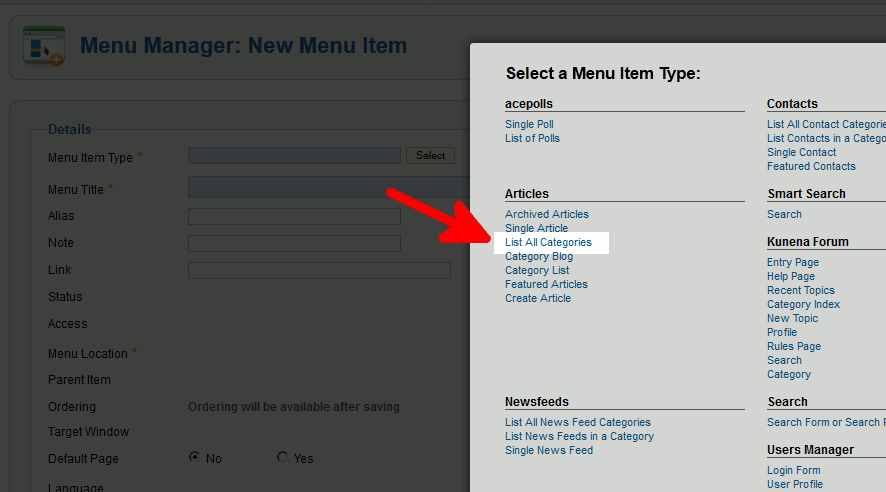 Menu Manager: New Menu Item
Details
Menu Item Type *
Select
Menu Title *
Alias
Note
Link
Status
Access
Menu Location *
Parent Item
Ordering
Ordering will be available after saving
Target Window
Default Page
No
Yes
Language
Select a Menu Item Type:
acepolls
Single Poll
List of Polls
Articles
Archived Articles
Single Article
List All Categories
Category Blog
Category List
Featured Articles
Create Article
Newsfeeds
List All News Feed Categories
List News Feeds in a Category
Single News Feed
Contacts
List All Contact Categorie
List Contacts in a Catego
Single Contact
Featured Contacts
Smart Search
Search
Kunena Forum
Entry Page
Help Page
Recent Topics
Category Index
New Topic
Profile
Rules Page
Search
Category
Search
Search Form or Search R
Users Manager
Login Form
User Profile